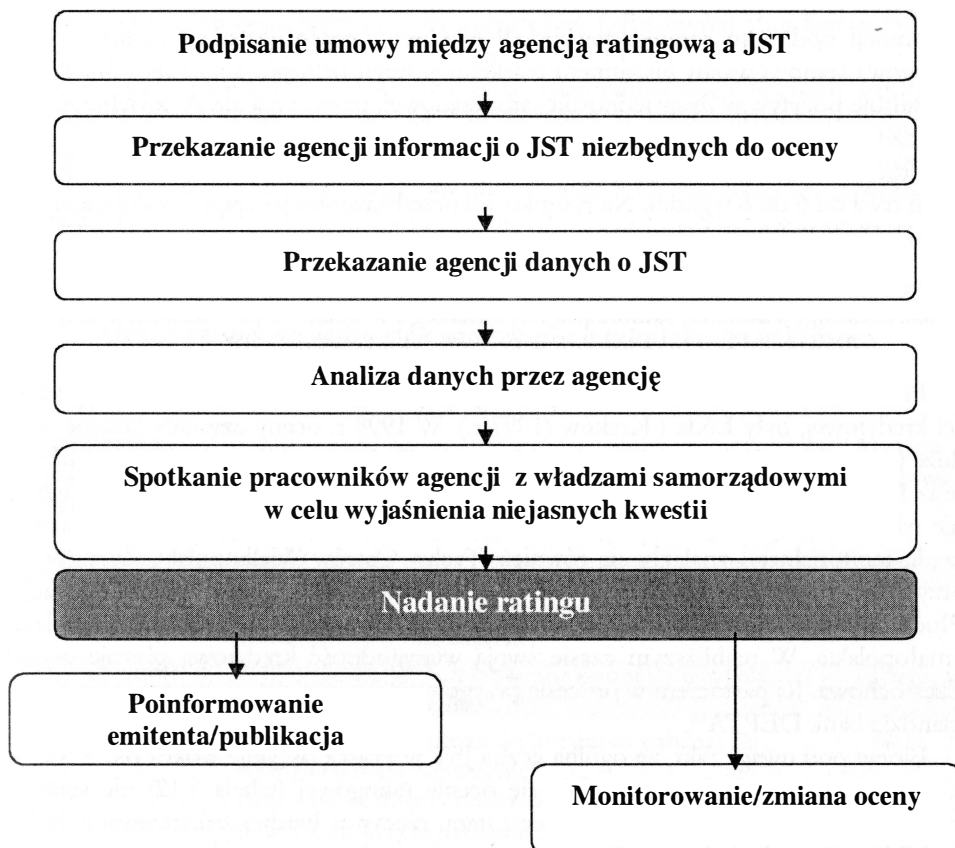 Podpisanie umowy między agencją ratingową a JST
Przekazanie agencji informacji o JST niezbędnych do oceny
Przekazanie agencji danych o JST
Analiza danych przez agencję
Spotkanie pracowników agencji z władzami samorządowymi
w celu wyjaśnienia niejasnych kwestii
Nadanie ratingu
Poinformowanie
emitenta/publikacja
Monitorowanie/zmiana oceny